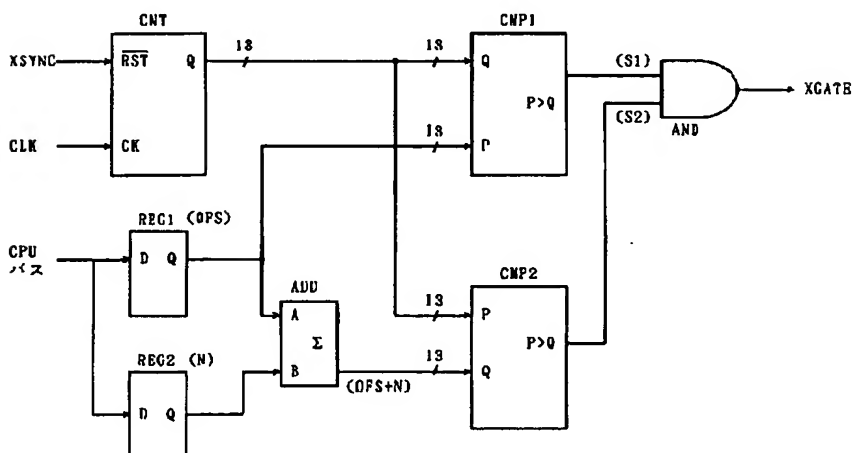 CNT
CMP1
XSYNC
RST Q
13
13
Q
(S1)
XGATE
P>Q
(S2)
AND
CLK
CK
13
P
REG1 (OFS)
CPU
バス
D Q
ADD
CMP2
A
13
P
Σ
P>Q
REG2 (N)
B
13
Q
(OFS+N)
D Q